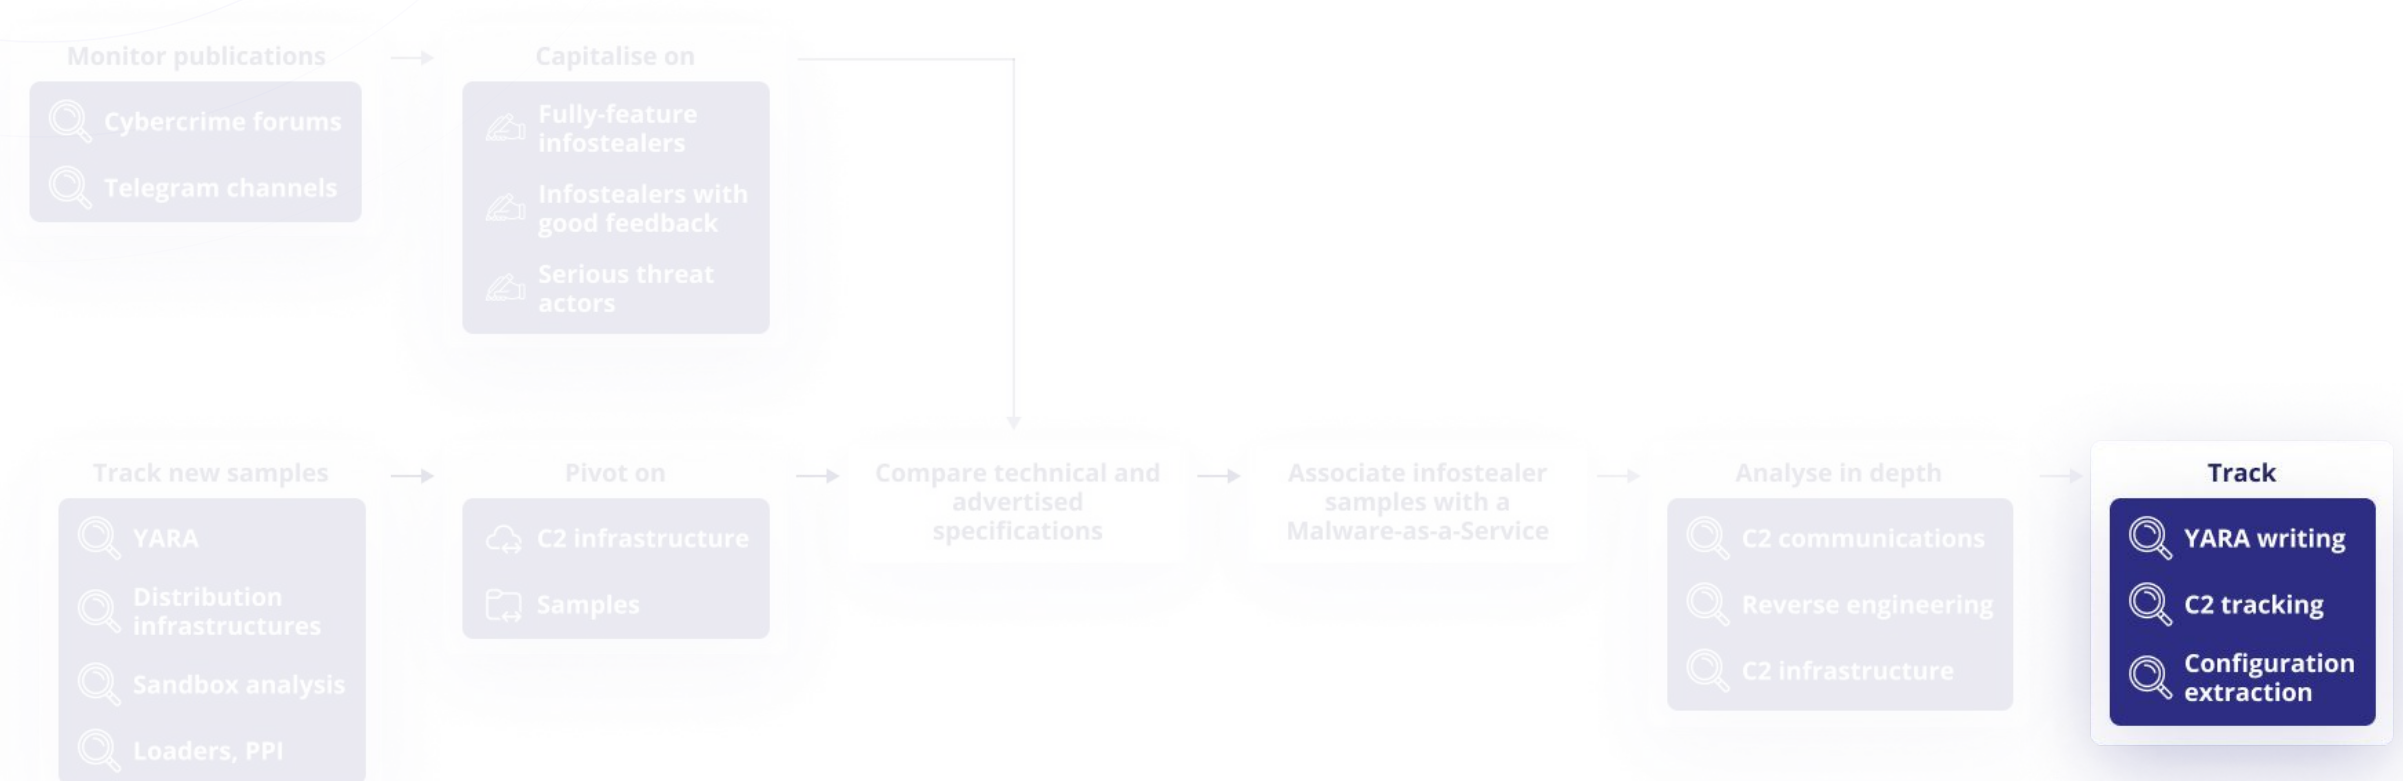 Monitor publications
Cybercrime forums
Telegram channels
Capitalise on
Fully-feature
infostealers
Infostealers with
good feedback
Serious threat
actors
Track new samples
YARA
Distribution
infrastructures
Sandbox analysis
Loaders, PPI
Pivot on
C2 infrastructure
Samples
Compare technical and
advertised
specifications
Associate infostealer
samples with a
Malware-as-a-Service
Analyse in depth
C2 communications
Reverse engineering
C2 infrastructure
Track
YARA writing
C2 tracking
Configuration
extraction